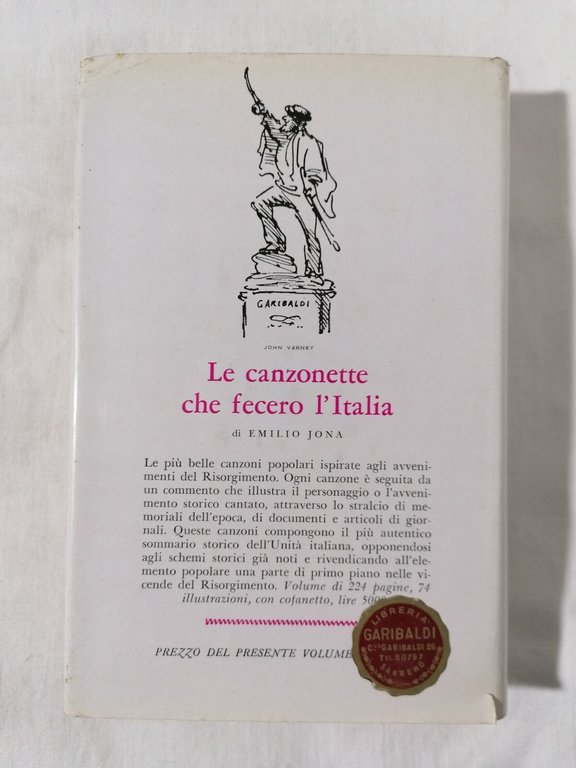 GARIBALDI
JOHN VERNEY
Le canzonette
che fecero l'Italia
di EMILIO JONA
Le più belle canzoni popolari ispirate agli avveni-
menti del Risorgimento. Ogni canzone è seguita da
un commento che illustra il personaggio o l'avveni-
mento storico cantato, attraverso lo stralcio di me-
moriali dell'epoca, di documenti e articoli di gior-
nali. Queste canzoni compongono il più autentico
sommario storico dell'Unità italiana, opponendosi
agli schemi storici già noti e rivendicando all'ele-
mento popolare una parte di primo piano nelle vi-
cende del Risorgimento. Volume di 224 pagine, 74
illustrazioni, con cofanetto, lire
PREZZO DEL PRESENTE VOLUME
LIBRERIA
GARIBALDI
GARIBALDI 26
SANREMO